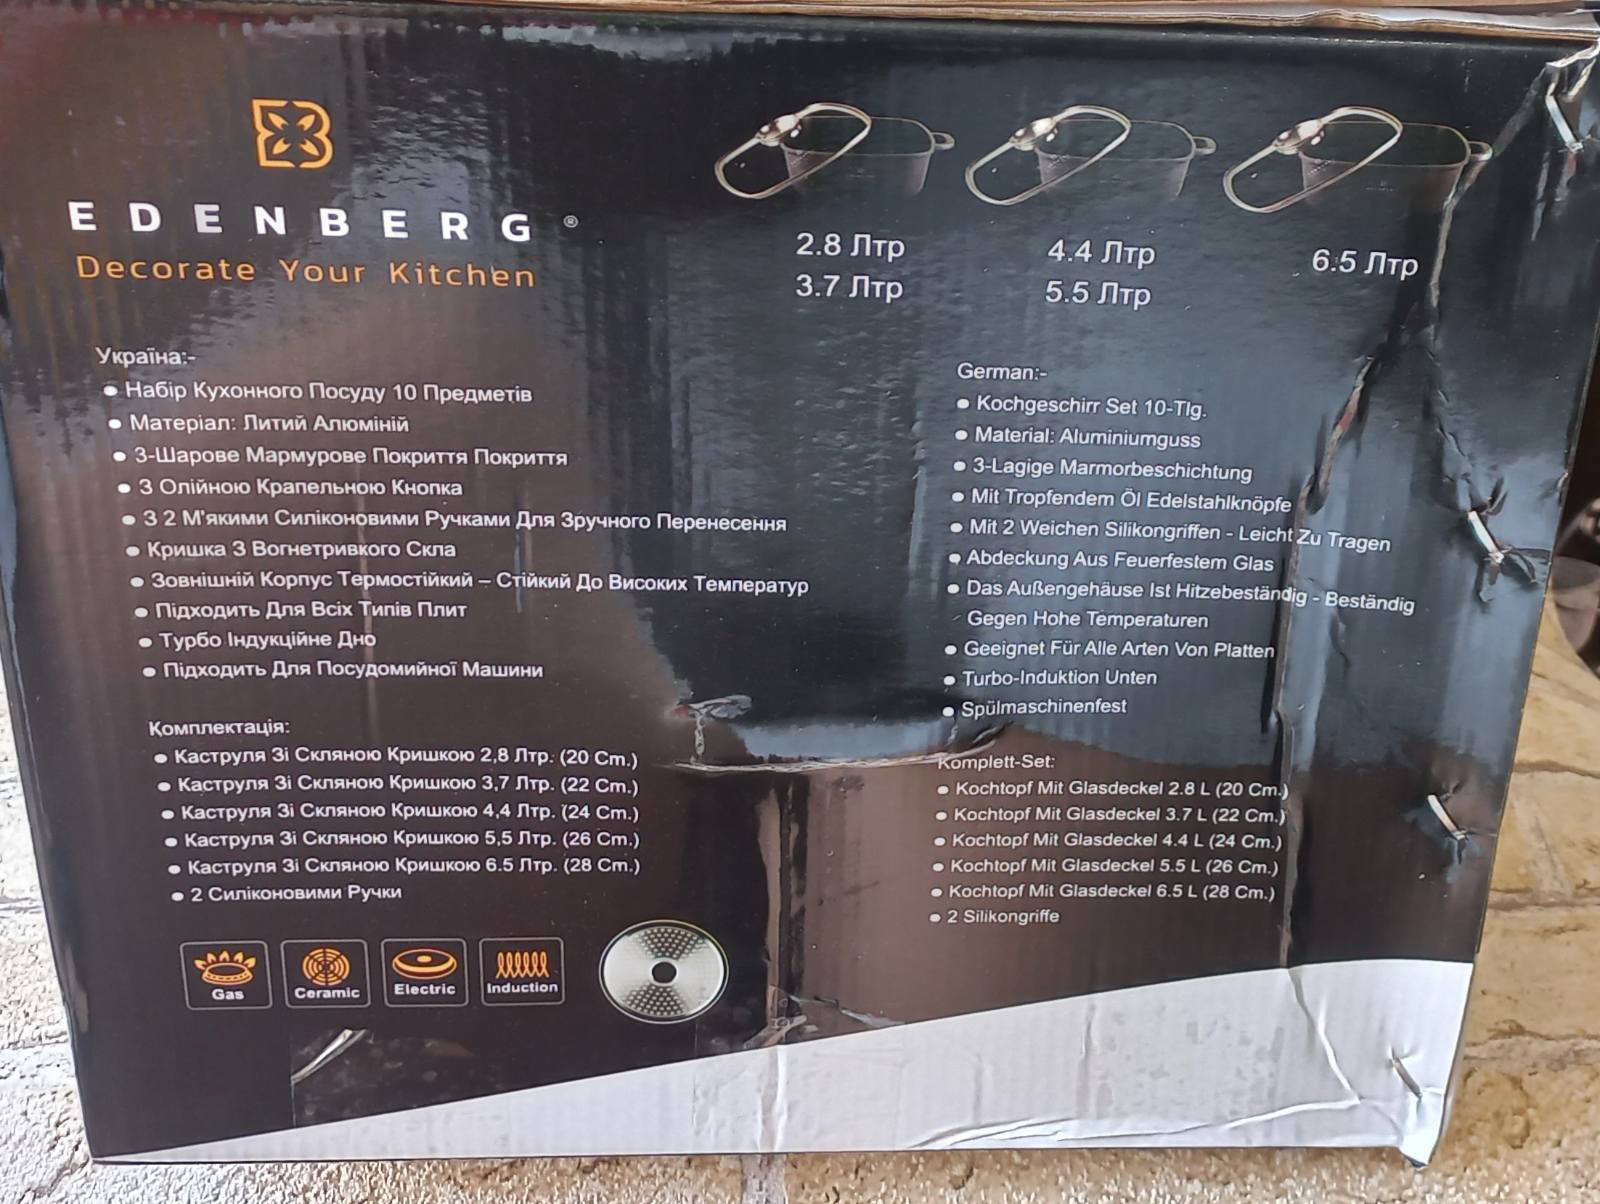 EDENBERG ®
Decorate Your Kitchen
2.8 Лтр
3.7 Лтр
4.4 Лтр
5.5 Лтр
6.5 Лтр
Україна:-
● Набір Кухонного Посуду 10 Предметів
● Матеріал: Литий Алюміній
● 3-Шарове Мармурове Покриття Покриття
● З Олійною Крапельною Кнопка
● З 2 М'якими Силіконовими Ручками Для Зручного Перенесення
● Кришка З Вогнетривкого Скла
● Зовнішній Корпус Термостійкий – Стійкий До Високих Температур
● Підходить Для Всіх Типів Плит
● Турбо Індукційне Дно
● Підходить Для Посудомийної Машини
Комплектація:
● Каструля Зі Скляною Кришкою 2,8 Лтр. (20 Cm.)
● Каструля Зі Скляною Кришкою 3,7 Лтр. (22 Cm.)
● Каструля Зі Скляною Кришкою 4,4 Лтр. (24 Cm.)
● Каструля Зі Скляною Кришкою 5,5 Лтр. (26 Cm.)
● Каструля Зі Скляною Кришкою 6.5 Лтр. (28 Cm.)
● 2 Силіконовими Ручки
Gas
Ceramic
Electric
Induction
German:-
● Kochgeschirr Set 10-Tlg.
● Material: Aluminiumguss
● 3-Lagige Marmorbeschichtung
● Mit Tropfendem Öl Edelstahlknöpfe
● Mit 2 Weichen Silikongriffen - Leicht Zu Tragen
● Abdeckung Aus Feuerfestem Glas
● Das Außengehäuse Ist Hitzebeständig - Beständig
Gegen Hohe Temperaturen
● Geeignet Für Alle Arten Von Platten
● Turbo-Induktion Unten
● Spülmaschinenfest
Komplett-Set:
● Kochtopf Mit Glasdeckel 2.8 L (20 Cm.)
● Kochtopf Mit Glasdeckel 3.7 L (22 Cm.)
● Kochtopf Mit Glasdeckel 4.4 L (24 Cm.)
● Kochtopf Mit Glasdeckel 5.5 L (26 Cm.)
● Kochtopf Mit Glasdeckel 6.5 L (28 Cm.)
● 2 Silikongriffe